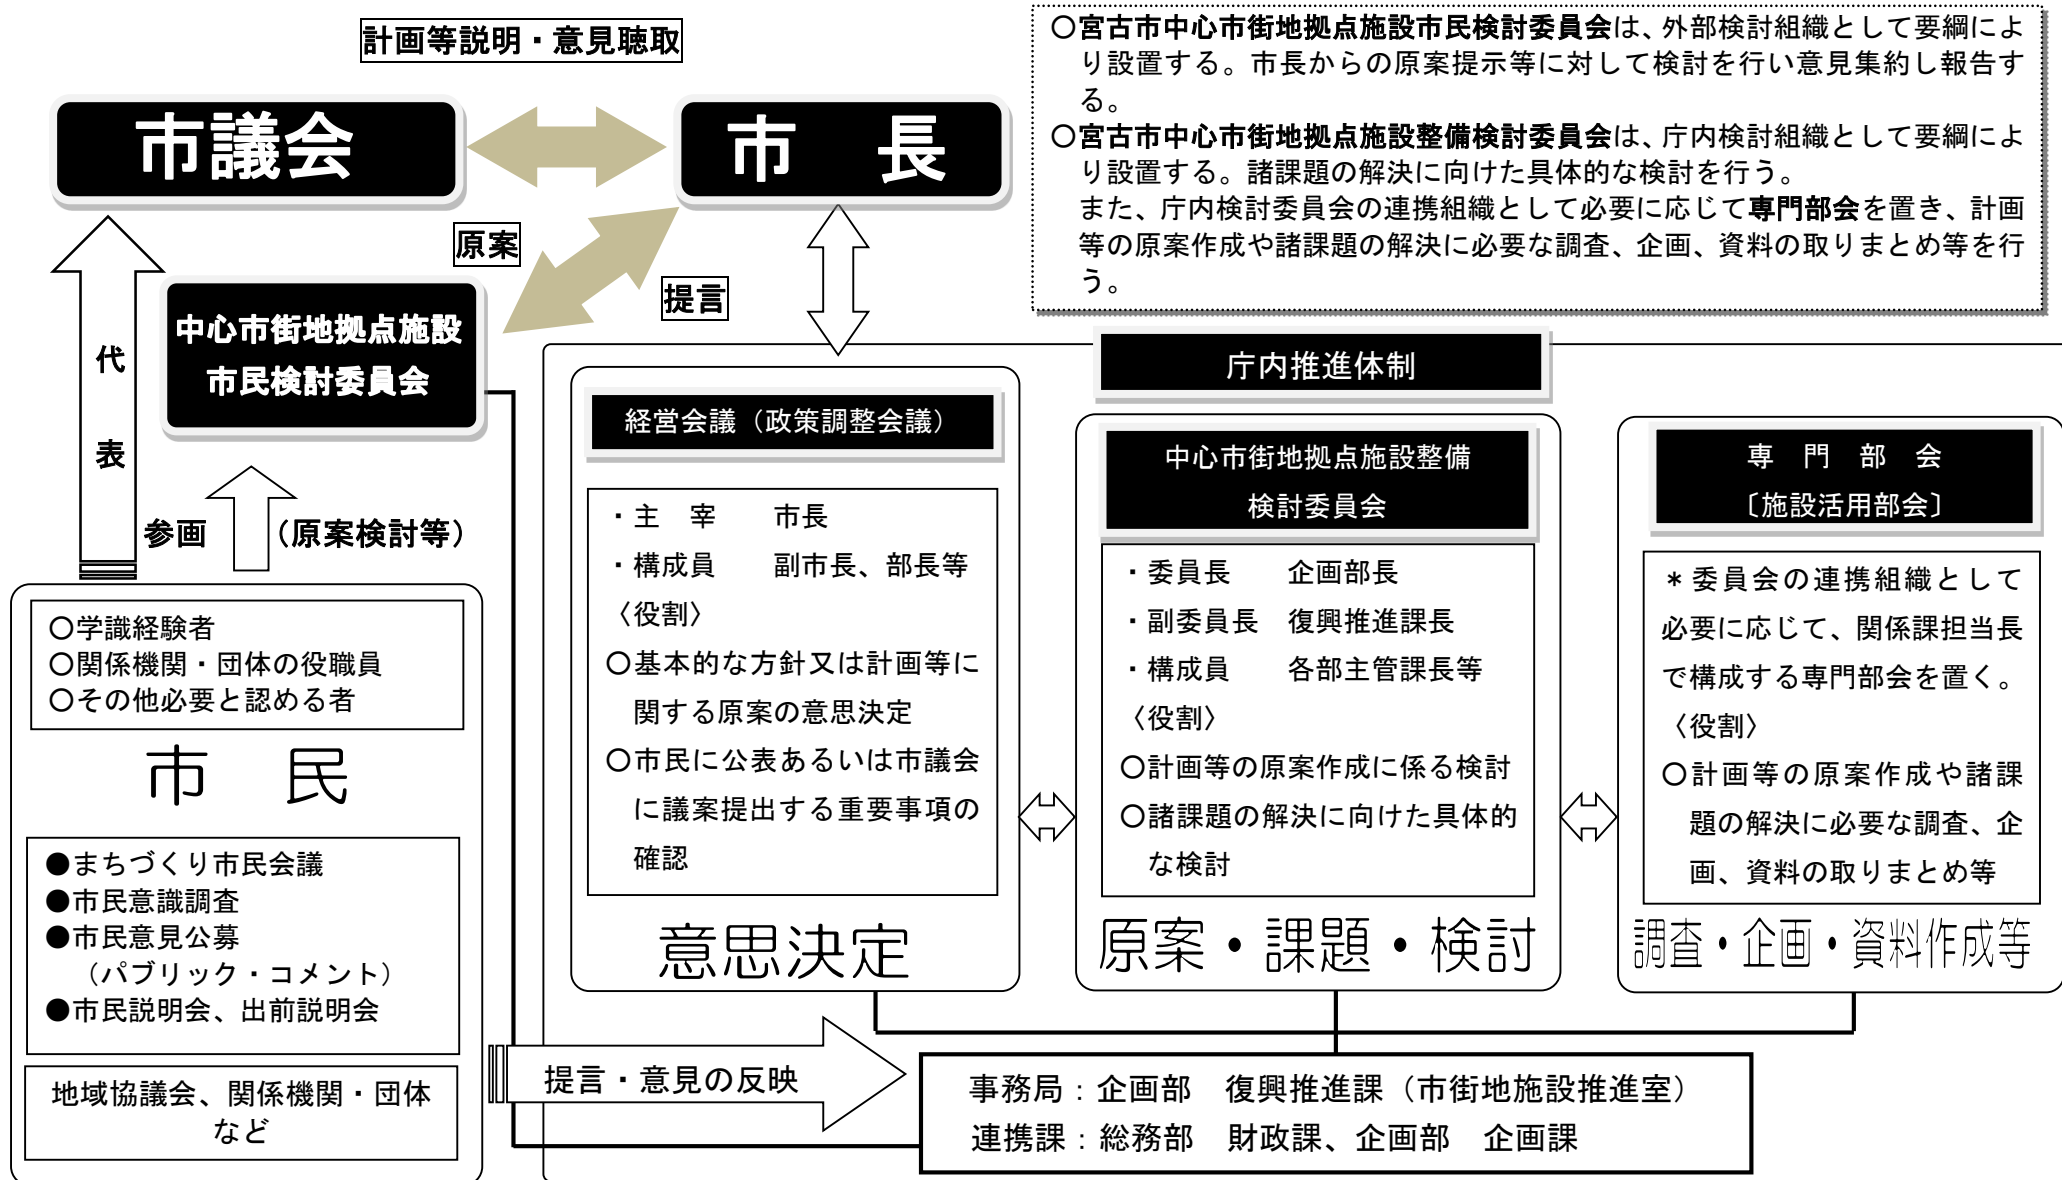 計画等説明・意見聴取
市議会
市　長
〇宮古市中心市街地拠点施設市民検討委員会は、外部検討組織として要綱によ
り設置する。市長からの原案提示等に対して検討を行い意見集約し報告す
る。
〇宮古市中心市街地拠点施設整備検討委員会は、庁内検討組織として要綱によ
り設置する。諸課題の解決に向けた具体的な検討を行う。
また、庁内検討委員会の連携組織として必要に応じて専門部会を置き、計画
等の原案作成や諸課題の解決に必要な調査、企画、資料の取りまとめ等を行
う。
原案
提言
代表
中心市街地拠点施設
市民検討委員会
参画
（原案検討等）
〇学識経験者
〇関係機関・団体の役職員
〇その他必要と認める者
市　民
●まちづくり市民会議
●市民意識調査
●市民意見公募
（パブリック・コメント）
●市民説明会、出前説明会
地域協議会、関係機関・団体
など
提言・意見の反映
庁内推進体制
経営会議（政策調整会議）
・主　宰　　市長
・構成員　　副市長、部長等
〈役割〉
〇基本的な方針又は計画等に
関する原案の意思決定
〇市民に公表あるいは市議会
に議案提出する重要事項の
確認
意思決定
中心市街地拠点施設整備
検討委員会
・委員長　　企画部長
・副委員長　復興推進課長
・構成員　　各部主管課長等
〈役割〉
〇計画等の原案作成に係る検討
〇諸課題の解決に向けた具体的
な検討
原案・課題・検討
専　門　部　会
〔施設活用部会〕
＊委員会の連携組織として
必要に応じて、関係課担当長
で構成する専門部会を置く。
〈役割〉
〇計画等の原案作成や諸課
題の解決に必要な調査、企
画、資料の取りまとめ等
調査・企画・資料作成等
事務局：企画部　復興推進課（市街地施設推進室）
連携課：総務部　財政課、企画部　企画課